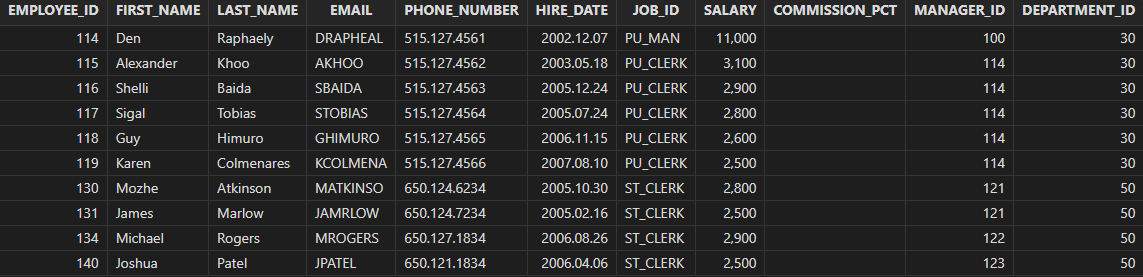 EMPLOYEE_ID FIRST_NAME LAST_NAME EMAIL PHONE_NUMBER HIRE_DATE JOB_ID SALARY COMMISSION_PCT MANAGER_ID DEPARTMENT_ID
114 Den Raphaely DRAPHEAL 515.127.4561 2002.12.07 PU_MAN 11,000 100 30
115 Alexander Khoo AKHOO 515.127.4562 2003.05.18 PU_CLERK 3,100 114 30
116 Shelli Baida SBAIDA 515.127.4563 2005.12.24 PU_CLERK 2,900 114 30
117 Sigal Tobias STOBIAS 515.127.4564 2005.07.24 PU_CLERK 2,800 114 30
118 Guy Himuro GHIMURO 515.127.4565 2006.11.15 PU_CLERK 2,600 114 30
119 Karen Colmenares KCOLMENA 515.127.4566 2007.08.10 PU_CLERK 2,500 114 30
130 Mozhe Atkinson MATKINSO 650.124.6234 2005.10.30 ST_CLERK 2,800 121 50
131 James Marlow JAMRLOW 650.124.7234 2005.02.16 ST_CLERK 2,500 121 50
134 Michael Rogers MROGERS 650.127.1834 2006.08.26 ST_CLERK 2,900 122 50
140 Joshua Patel JPATEL 650.121.1834 2006.04.06 ST_CLERK 2,500 123 50